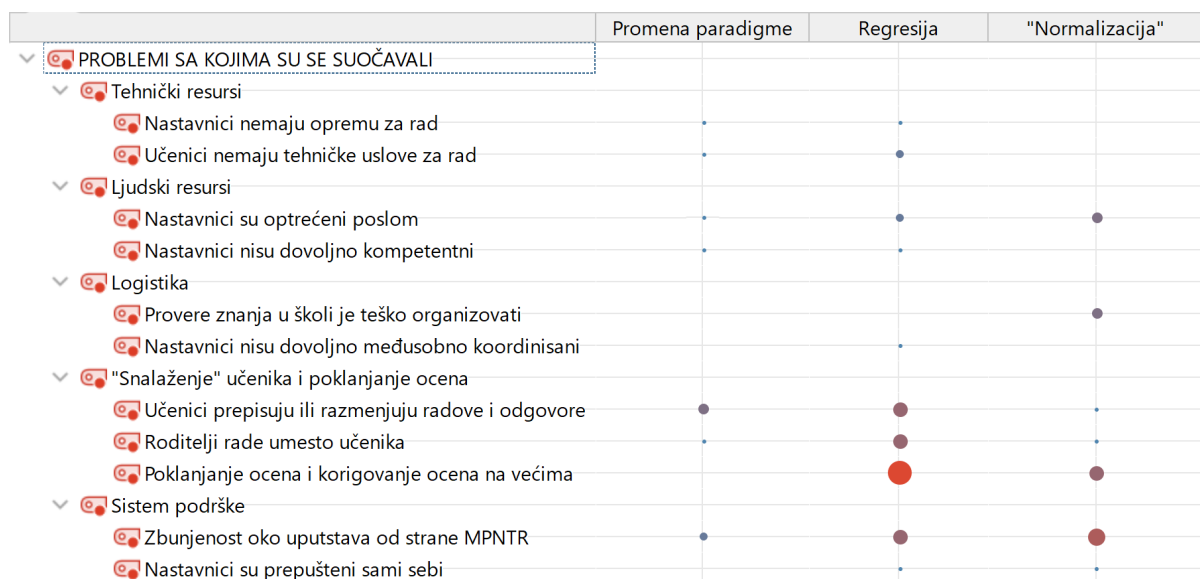 Promena paradigme Regresija "Normalizacija"
PROBLEMI SA KOJIMA SU SE SUOČAVALI
Tehnički resursi
Nastavnici nemaju opremu za rad
Učenici nemaju tehničke uslove za rad
Ljudski resursi
Nastavnici su optrećeni poslom
Nastavnici nisu dovoljno kompetentni
Logistika
Provere znanja u školi je teško organizovati
Nastavnici nisu dovoljno međusobno koordinisani
"Snalaženje" učenika i poklanjanje ocena
Učenici prepisuju ili razmenjuju radove i odgovore
Roditelji rade umesto učenika
Poklanjanje ocena i korigovanje ocena na većima
Sistem podrške
Zbunjenost oko uputstava od strane MPNTR
Nastavnici su prepušteni sami sebi